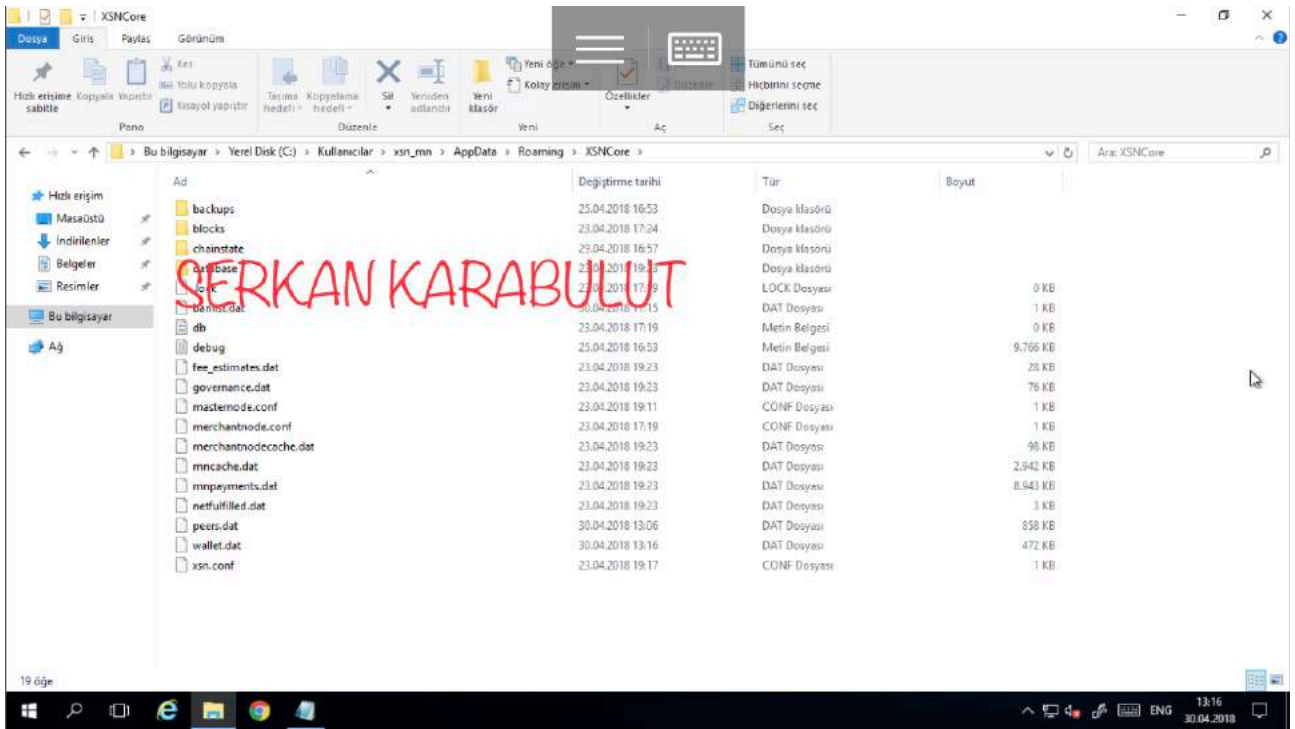 XSNCore
Dosya Giriş Paylaş Görünüm
Hızlı erişime sabitle
Kopyala
Yapıştır
Kes
Yolu kopyala
Kısayol yapıştır
Pano
Taşıma hedefi
Kopyalama hedefi
Sil
Yeniden adlandır
Düzenle
Yeni klasör
Yeni öğe
Kolay erişim
Yeni
Özellikler
Düzenle
Aç
Tümünü seç
Hiçbirini seçme
Diğerlerini seç
Seç
Bu bilgisayar > Yerel Disk (C:) > Kullanıcılar > xsn_mn > AppData > Roaming > XSNCore >
Ara: XSNCore
Hızlı erişim
Masaüstü
İndirilenler
Belgeler
Resimler
Bu bilgisayar
Ağ
Ad Değiştirme tarihi Tür Boyut
backups 25.04.2018 16:53 Dosya klasörü
blocks 23.04.2018 17:24 Dosya klasörü
chainstate 29.04.2018 16:57 Dosya klasörü
database Dosya klasörü
SERKAN KARABULUT
.lock LOCK Dosyası 0 KB
banlist.dat DAT Dosyası 1 KB
db 23.04.2018 17:19 Metin Belgesi 0 KB
debug 25.04.2018 16:53 Metin Belgesi 9.766 KB
fee_estimates.dat 23.04.2018 19:23 DAT Dosyası 28 KB
governance.dat 23.04.2018 19:23 DAT Dosyası 76 KB
masternode.conf 23.04.2018 19:11 CONF Dosyası 1 KB
merchantnode.conf 23.04.2018 17:19 CONF Dosyası 1 KB
merchantnodecache.dat 23.04.2018 19:23 DAT Dosyası 98 KB
mncache.dat 23.04.2018 19:23 DAT Dosyası 2.942 KB
mnpayments.dat 23.04.2018 19:23 DAT Dosyası 8.943 KB
netfulfilled.dat 23.04.2018 19:23 DAT Dosyası 3 KB
peers.dat 30.04.2018 13:06 DAT Dosyası 858 KB
wallet.dat 30.04.2018 13:16 DAT Dosyası 472 KB
xsn.conf 23.04.2018 19:17 CONF Dosyası 1 KB
19 öğe
ENG
13:16
30.04.2018